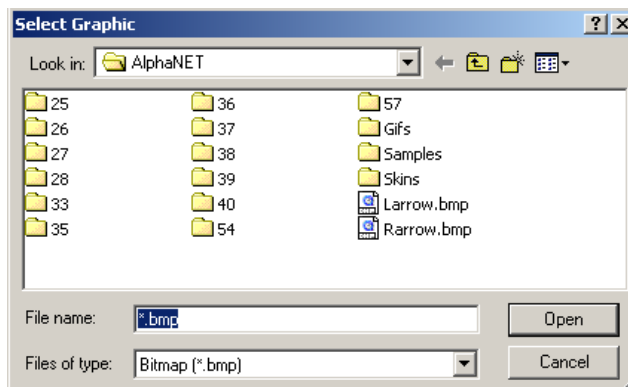 Select Graphic
Look in: AlphaNET
25 36 57
26 37 Gifs
27 38 Samples
28 39 Skins
33 40 Larrow.bmp
35 54 Rarrow.bmp
File name: *.bmp Open
Files of type: Bitmap (*.bmp) Cancel